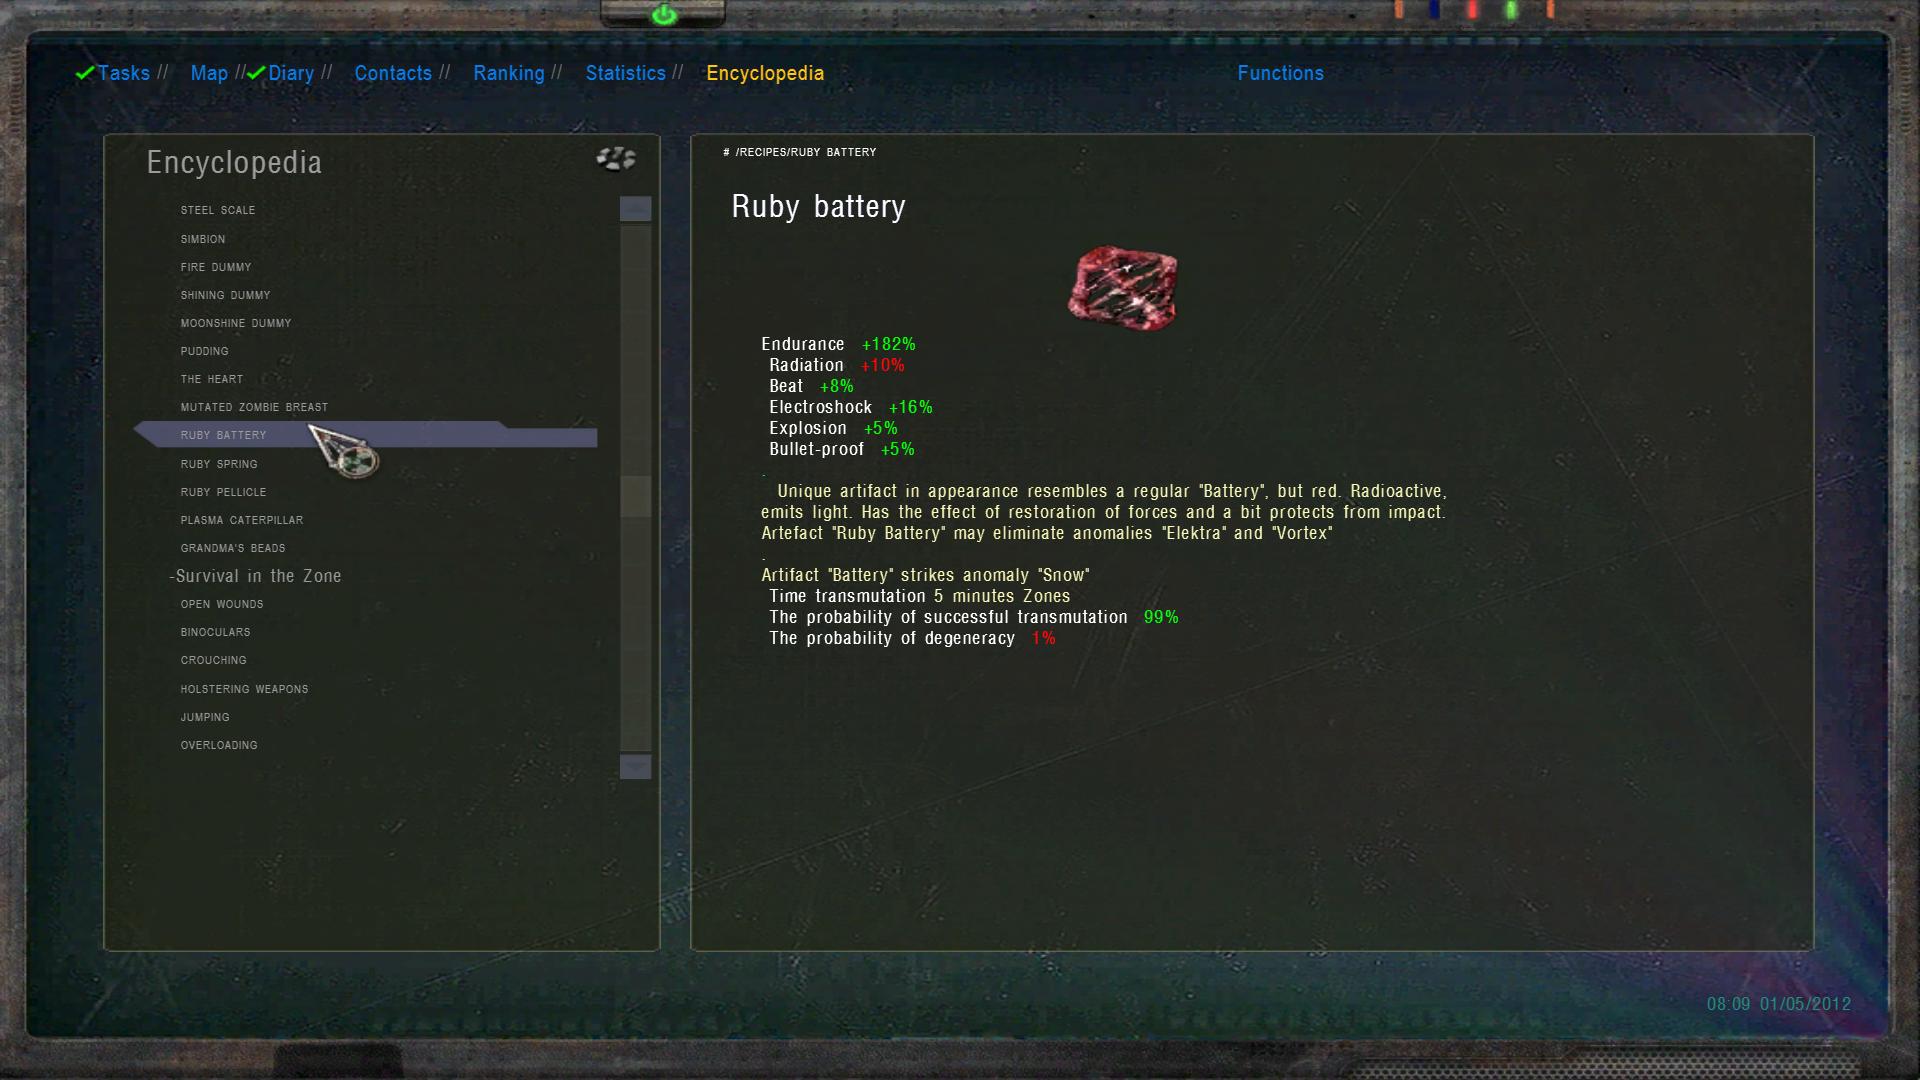 Tasks // Map // Diary // Contacts // Ranking // Statistics // Encyclopedia Functions
Encyclopedia
STEEL SCALE
SIMBION
FIRE DUMMY
SHINING DUMMY
MOONSHINE DUMMY
PUDDING
THE HEART
MUTATED ZOMBIE BREAST
RUBY BATTERY
RUBY SPRING
RUBY PELLICLE
PLASMA CATERPILLAR
GRANDMA'S BEADS
-Survival in the Zone
OPEN WOUNDS
BINOCULARS
CROUCHING
HOLSTERING WEAPONS
JUMPING
OVERLOADING
# /RECIPES/RUBY BATTERY
Ruby battery
Endurance +182%
Radiation +10%
Beat +8%
Electroshock +16%
Explosion +5%
Bullet-proof +5%
.
Unique artifact in appearance resembles a regular "Battery", but red. Radioactive,
emits light. Has the effect of restoration of forces and a bit protects from impact.
Artefact "Ruby Battery" may eliminate anomalies "Elektra" and "Vortex"
.
Artifact "Battery" strikes anomaly "Snow"
Time transmutation 5 minutes Zones
The probability of successful transmutation 99%
The probability of degeneracy 1%
08:09 01/05/2012